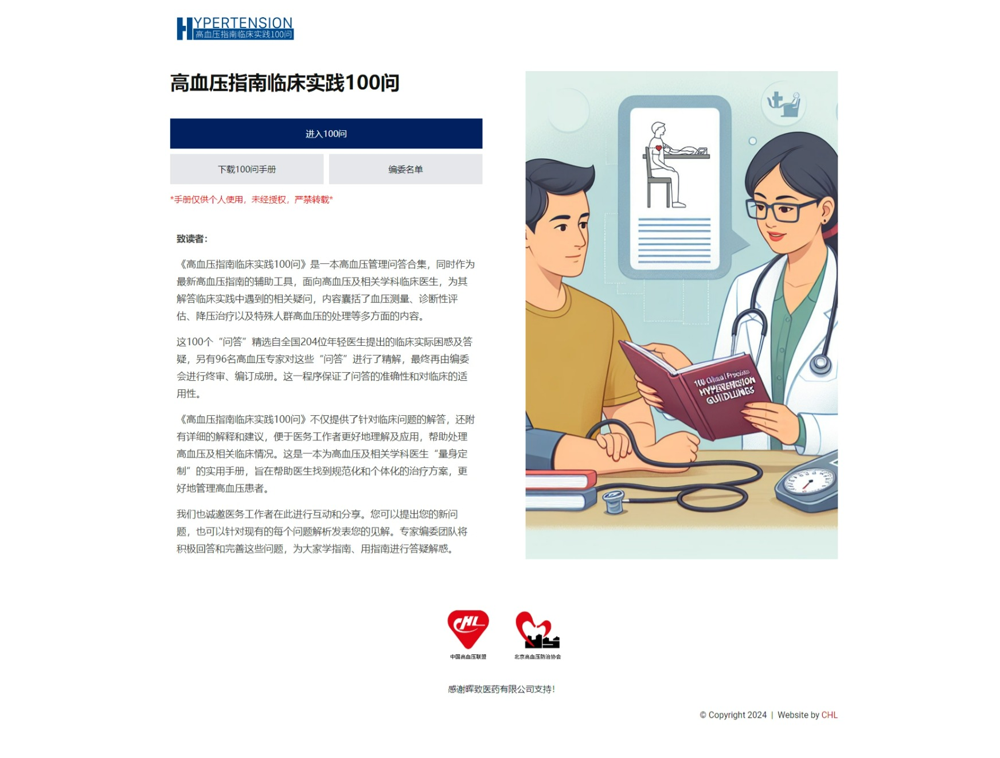 HYPERTENSION
高血压指南临床实践100问
高血压指南临床实践100问
进入100问
下载100问手册
编委名单
*手册仅供个人使用，未经授权，严禁转载*
致读者：
《高血压指南临床实践100问》是一本高血压管理问答合集，同时作为
最新高血压指南的辅助工具，面向高血压及相关学科临床医生，为其
解答临床实践中遇到的相关疑问，内容囊括了血压测量、诊断性评
估、降压治疗以及特殊人群高血压的处理等多方面的内容。
这100个“问答”精选自全国204位年轻医生提出的临床实际困惑及答
疑，另有96名高血压专家对这些“问答”进行了精解，最终再由编委
会进行终审、编订成册。这一程序保证了问答的准确性和对临床的适
用性。
《高血压指南临床实践100问》不仅提供了针对临床问题的解答，还附
有详细的解释和建议，便于医务工作者更好地理解及应用，帮助处理
高血压及相关临床情况。这是一本为高血压及相关学科医生“量身定
制”的实用手册，旨在帮助医生找到规范化和个体化的治疗方案，更
好地管理高血压患者。
我们也诚邀医务工作者在此进行互动和分享。您可以提出您的新问
题，也可以针对现有的每个问题解析发表您的见解。专家编委团队将
积极回答和完善这些问题，为大家学指南、用指南进行答疑解惑。
CHL
中国高血压联盟
北京高血压防治协会
感谢晖致医药有限公司支持！
© Copyright 2024 | Website by CHL